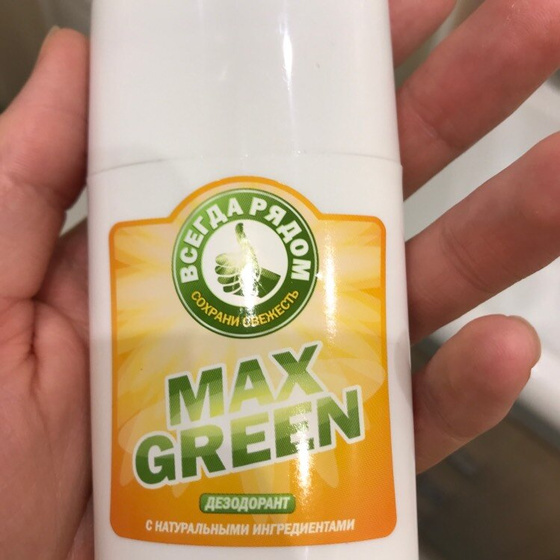 ВСЕГДА РЯДОМ
СОХРАНИ СВЕЖЕСТЬ
MAX
GREEN
ДЕЗОДОРАНТ
С НАТУРАЛЬНЫМИ ИНГРЕДИЕНТАМИ